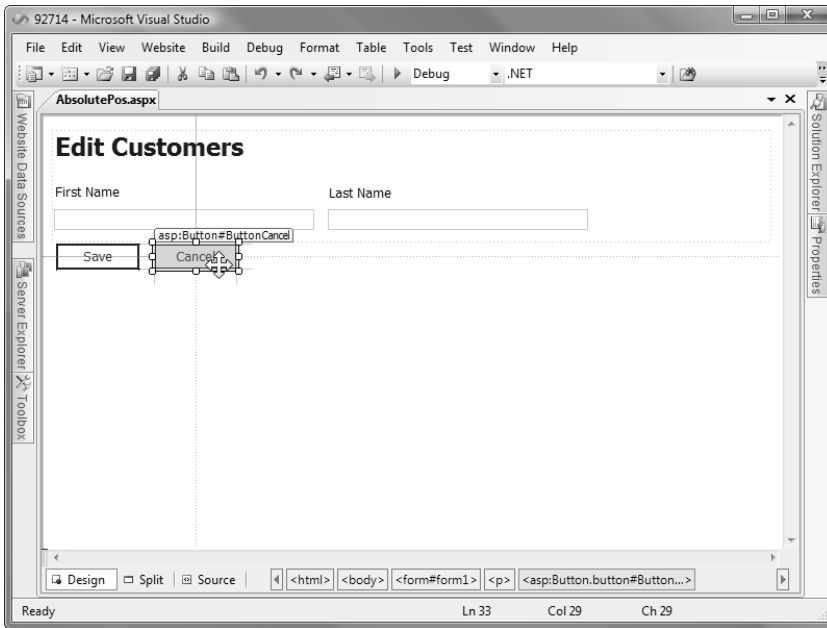 92714 - Microsoft Visual Studio
File Edit View Website Build Debug Format Table Tools Test Window Help
Debug .NET
AbsolutePos.aspx
Website Data Sources
Server Explorer
Toolbox
Solution Explorer
Properties
Edit Customers
First Name Last Name
asp:Button#ButtonCancel
Save Cancel
Design Split Source <html> <body> <form#form1> <p> <asp:Button.button#Button...>
Ready Ln 33 Col 29 Ch 29